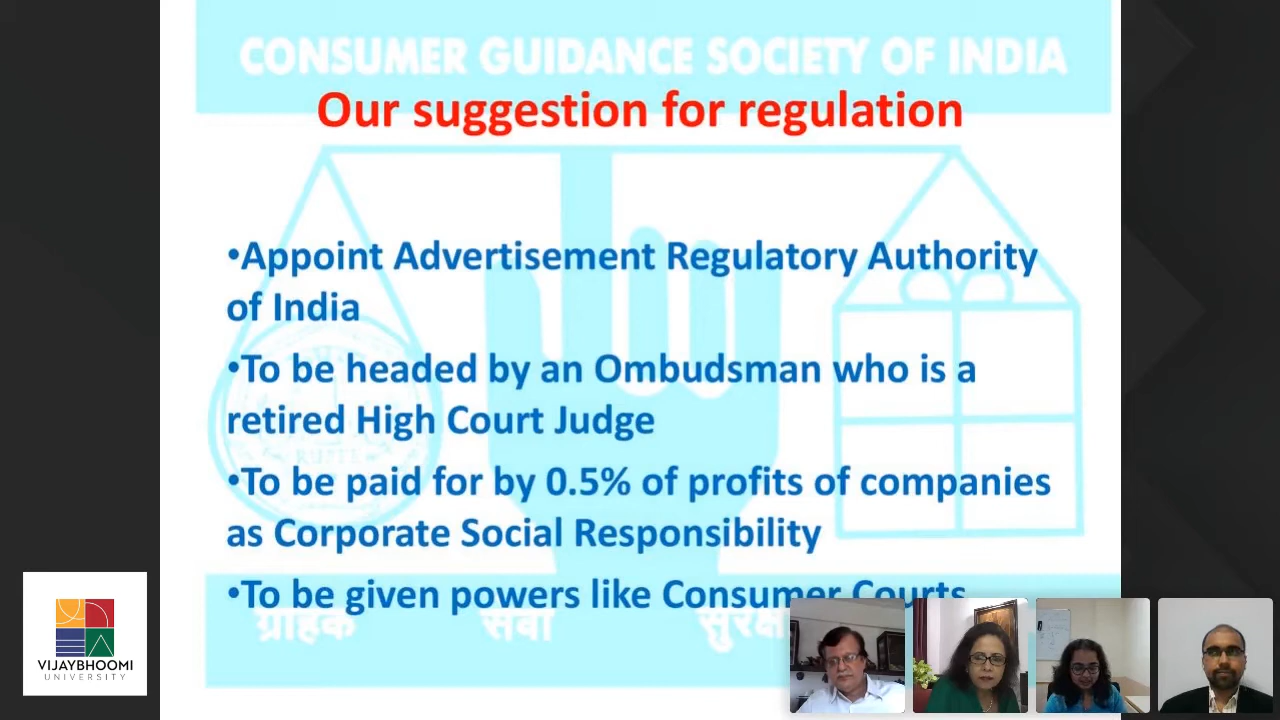 CONSUMER GUIDANCE SOCIETY OF INDIA
Our suggestion for regulation
•Appoint Advertisement Regulatory Authority
of India
•To be headed by an Ombudsman who is a
retired High Court Judge
•To be paid for by 0.5% of profits of companies
as Corporate Social Responsibility
•To be given powers like Consumer Courts
ग्राहक सेवा
VIJAYBHOOMI
UNIVERSITY